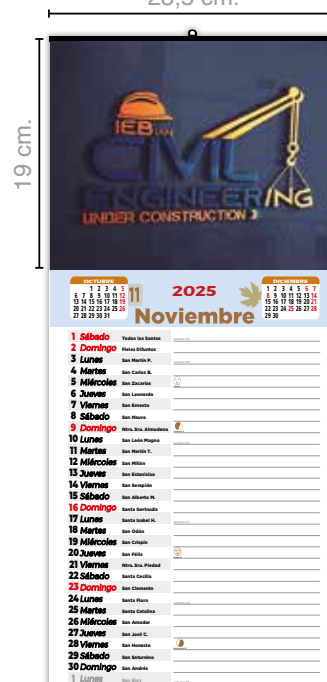 19 cm.
IEB
CIVIL
ENGINEERING
UNDER CONSTRUCTION
OCTUBRE
1 2 3 4 5
6 7 8 9 10 11 12
13 14 15 16 17 18 19
20 21 22 23 24 25 26
27 28 29 30 31
11
2025
Noviembre
DICIEMBRE
1 2 3 4 5 6 7
8 9 10 11 12 13 14
15 16 17 18 19 20 21
22 23 24 25 26 27 28
29 30
1 Sábado Todos los Santos
2 Domingo Fieles Difuntos
3 Lunes San Martín P.
4 Martes San Carlos B.
5 Miércoles San Zacarías
6 Jueves San Leonardo
7 Viernes San Ernesto
8 Sábado San Mauro
9 Domingo Ntra. Sra. Almudena
10 Lunes San León Magno
11 Martes San Martín T.
12 Miércoles San Millán
13 Jueves San Estanislao
14 Viernes San Serapión
15 Sábado San Alberto M.
16 Domingo Santa Gertrudis
17 Lunes Santa Isabel H.
18 Martes San Odón
19 Miércoles San Crispín
20 Jueves San Félix
21 Viernes Ntra. Sra. Piedad
22 Sábado Santa Cecilia
23 Domingo San Clemente
24 Lunes Santa Flora
25 Martes Santa Catalina
26 Miércoles San Amador
27 Jueves San José C.
28 Viernes San Honesto
29 Sábado San Saturnino
30 Domingo San Andrés
1 Lunes San Eloy